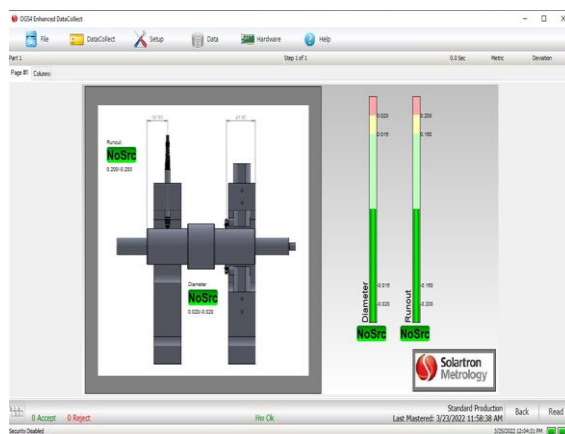 OGS4 Enhanced DataCollect
File DataCollect Setup Data Hardware Help
Part 1 Step 1 of 1 0.0 Sec Metric Deviation
Page #1 Columns
Runout
NoSrc
0.200/-0.200
Diameter
NoSrc
0.020/-0.020
0.020
0.015
-0.015
-0.020
Diameter
NoSrc
0.200
0.150
-0.150
-0.200
Runout
NoSrc
Solartron
Metrology
0 Accept 0 Reject Hw Ok
Standard Production
Last Mastered: 3/23/2022 11:58:38 AM
Back Read
Security Disabled